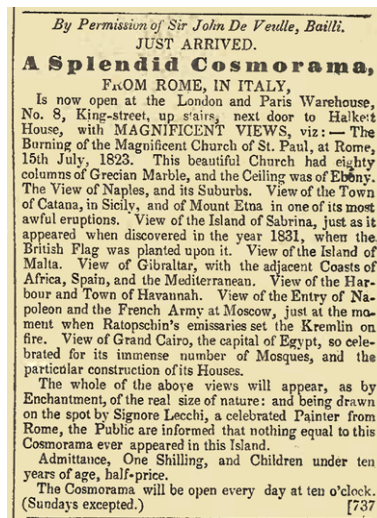 By Permission of Sir John De Veulle, Bailli.
JUST ARRIVED.
A Splendid Cosmorama,
FROM ROME, IN ITALY,
Is now open at the London and Paris Warehouse,
No. 8, King-street, up stairs, next door to Halkett
House, with MAGNIFICENT VIEWS, viz: — The
Burning of the Magnificent Church of St. Paul, at Rome,
15th July, 1823. This beautiful Church had eighty
columns of Grecian Marble, and the Ceiling was of Ebony.
The View of Naples, and its Suburbs. View of the Town
of Catana, in Sicily, and of Mount Etna in one of its most
awful eruptions. View of the Island of Sabrina, just as it
appeared when discovered in the year 1831, when the
British Flag was planted upon it. View of the Island of
Malta. View of Gibraltar, with the adjacent Coasts of
Africa, Spain, and the Mediterranean. View of the Har-
bour and Town of Havannah. View of the Entry of Na-
poleon and the French Army at Moscow, just at the mo-
ment when Ratopschin's emissaries set the Kremlin on
fire. View of Grand Cairo, the capital of Egypt, so cele-
brated for its immense number of Mosques, and the
particular construction of its Houses.
The whole of the above views will appear, as by
Enchantment, of the real size of nature: and being drawn
on the spot by Signore Lecchi, a celebrated Painter from
Rome, the Public are informed that nothing equal to this
Cosmorama ever appeared in this Island.
Admittance, One Shilling, and Children under ten
years of age, half-price.
The Cosmorama will be open every day at ten o'clock.
(Sundays excepted.) [737